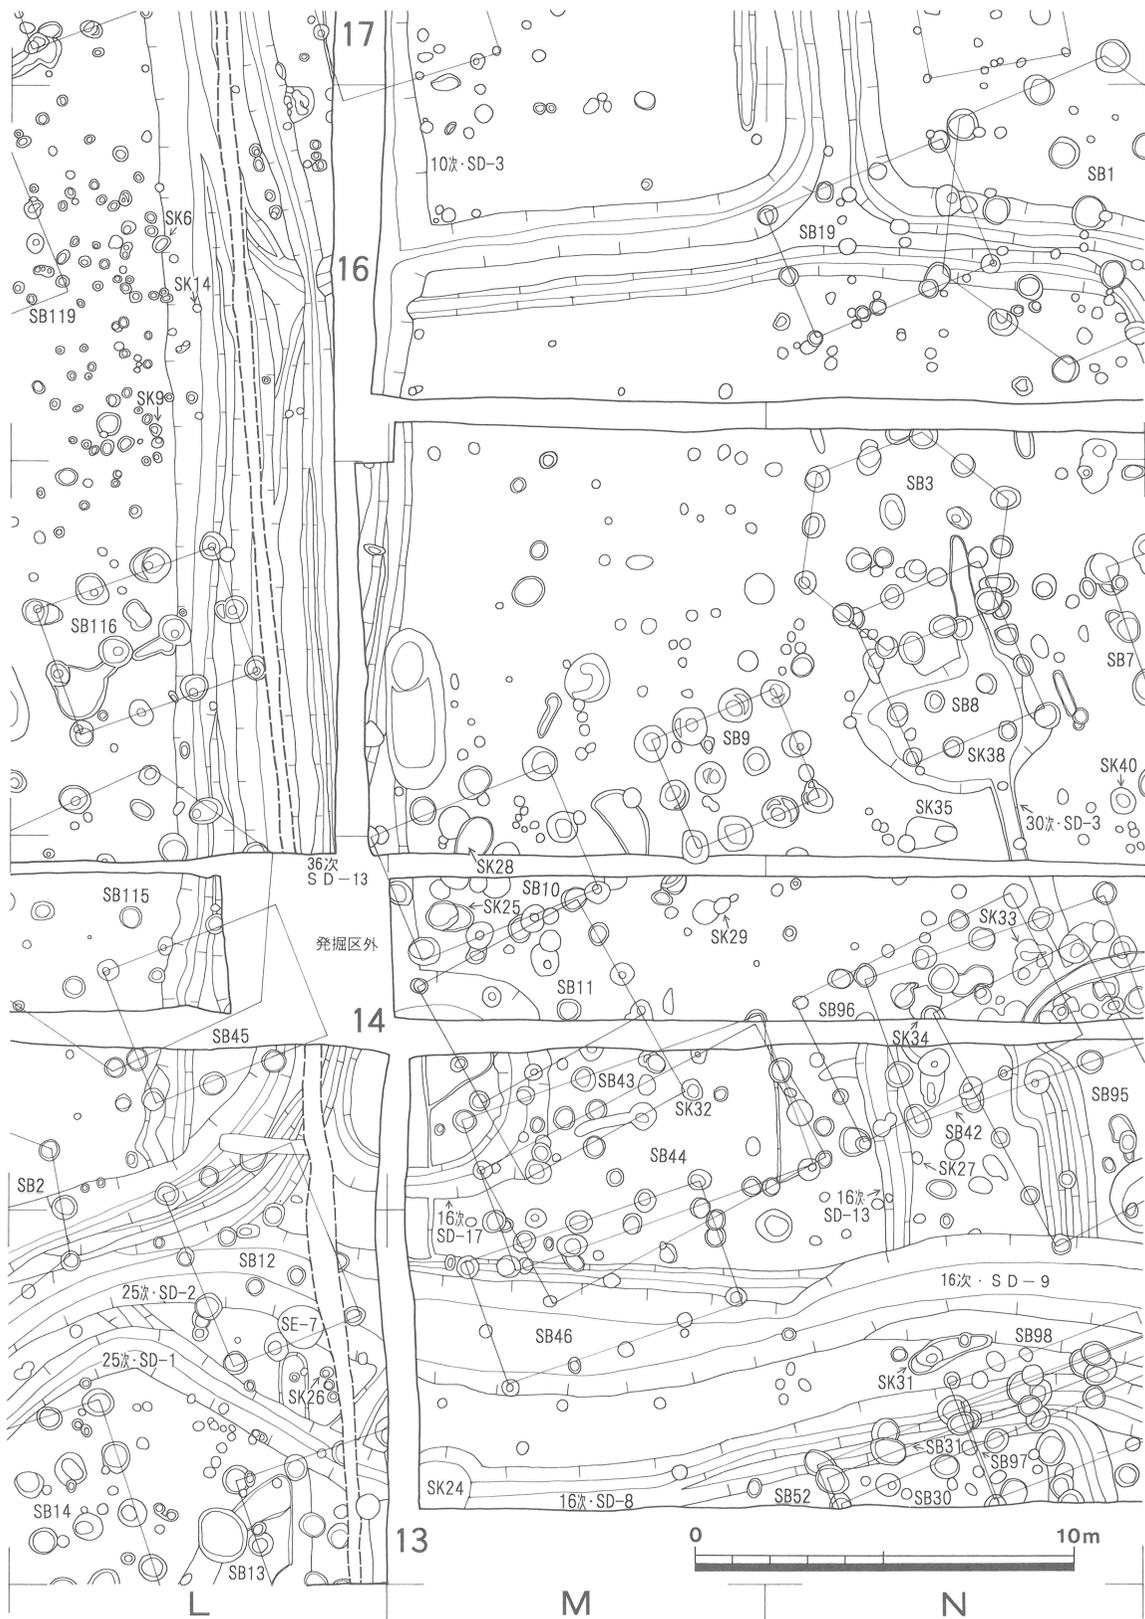 17
10次・SD-3
SB1
SK6
SB19
16
SK14
SB119
SK9
SB3
SB116
SB7
SB8
SB9
SK38
SK40
SK35
30次・SD-3
36次
SD-13
SK28
SB10
SB115
SK25
SK33
SK29
発掘区外
SB11
SB96
14
SB45
SK34
SB43
SK32
SB95
SB42
SB44
SK27
SB2
16次・
SD-13
16次・
SD-17
SB12
16次・SD-9
25次・SD-2
SE-7
SB46
SB98
25次・SD-1
SK26
SK31
SB31
SB97
SK24
SB52
SB30
16次・SD-8
SB14
13
0
10m
SB13
L
M
N